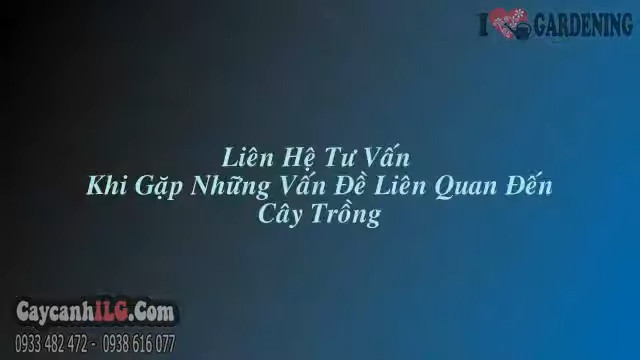 I GARDENING
Liên Hệ Tư Vấn
Khi Gặp Những Vấn Đề Liên Quan Đến
Cây Trồng
CaycanhILG.Com
0933 482 472 - 0938 616 077